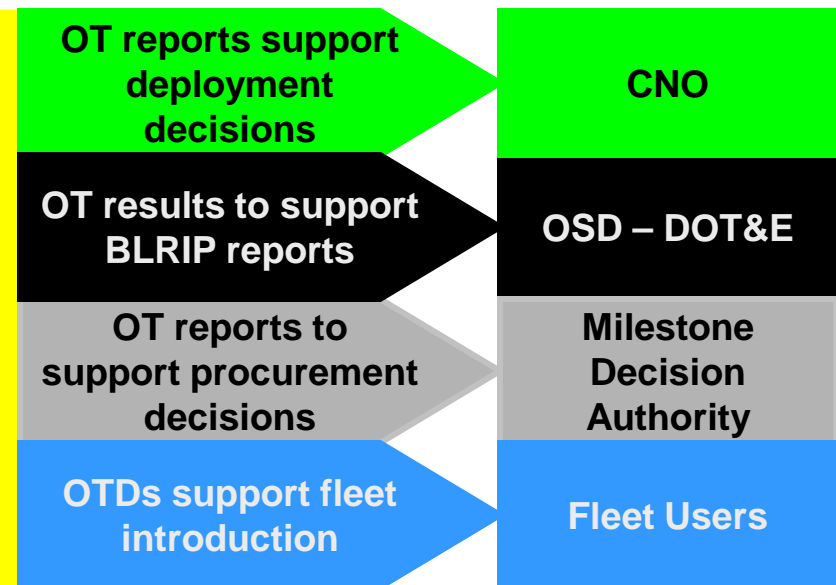 OT reports support
deployment
decisions
CNO
OT results to support
BLRIP reports
OSD – DOT&E
OT reports to
support procurement
decisions
Milestone
Decision
Authority
OTDs support fleet
introduction
Fleet Users